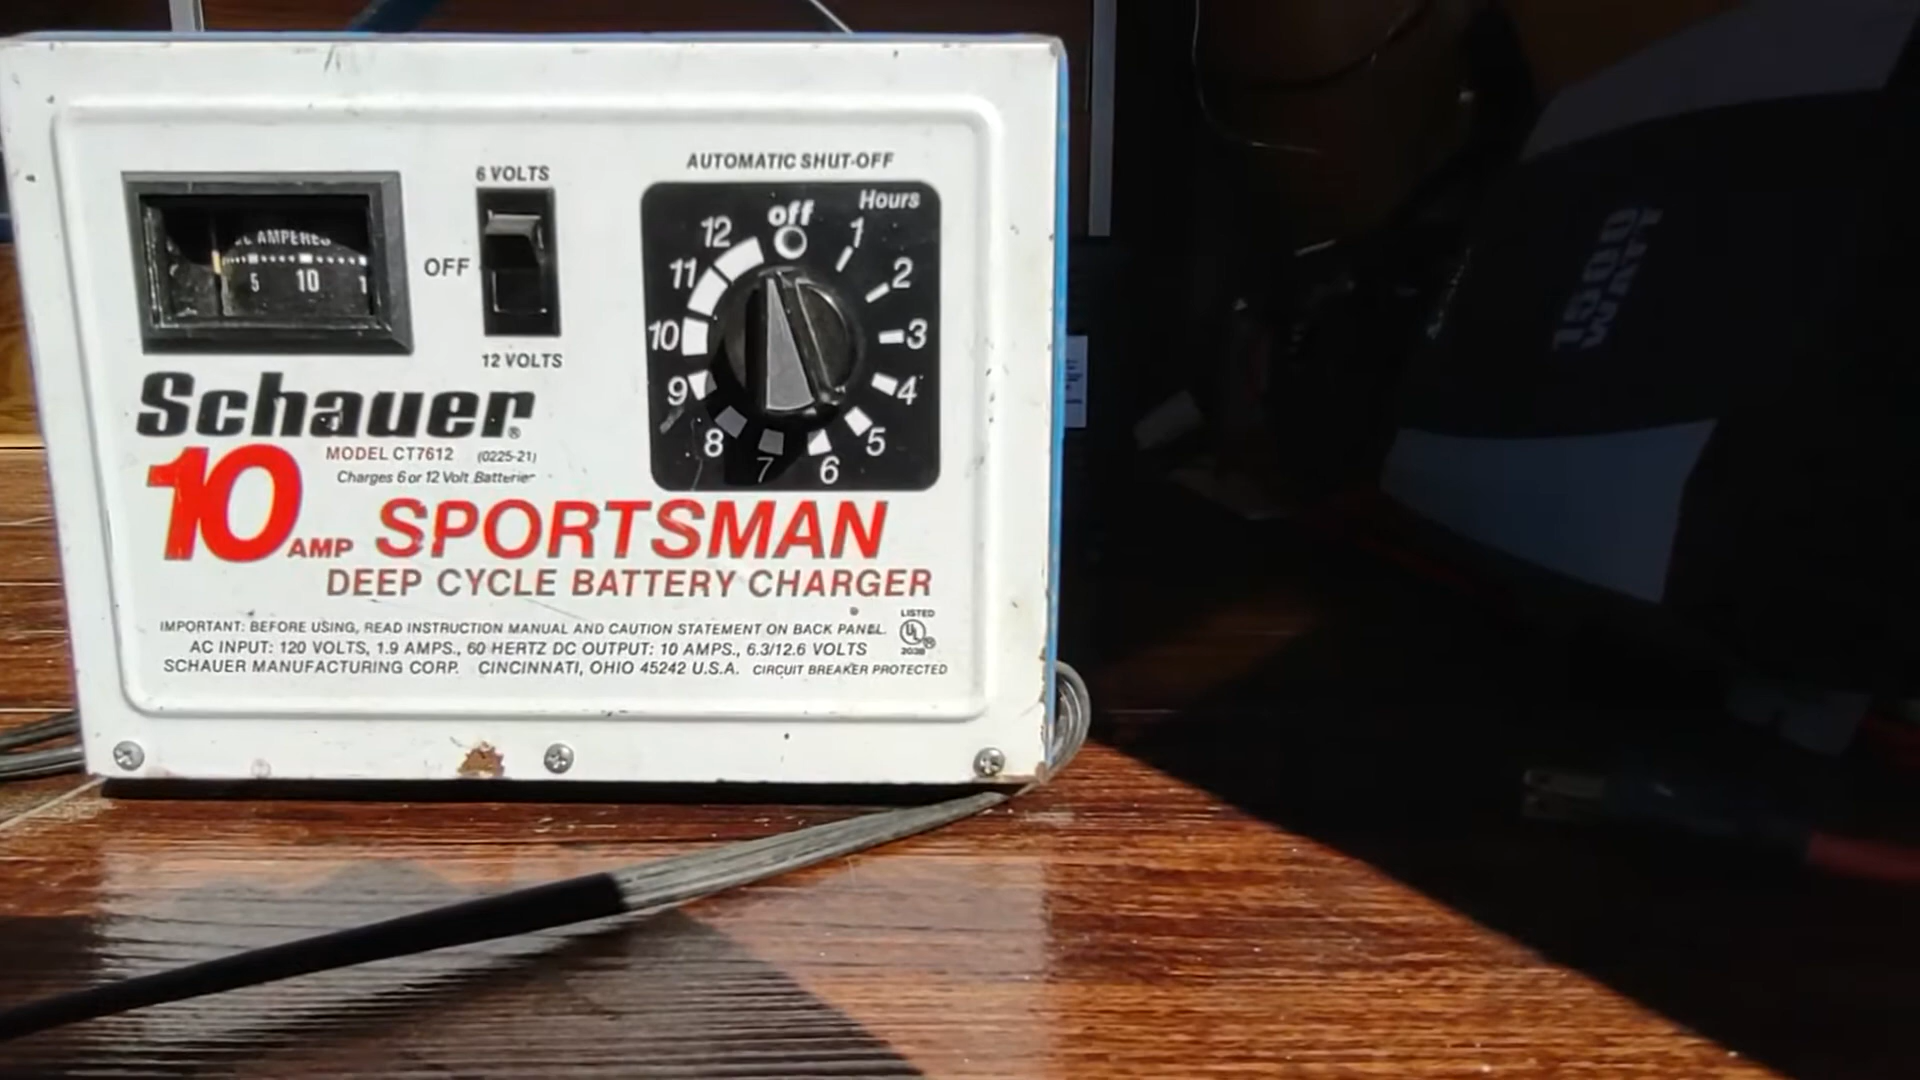 AUTOMATIC SHUT-OFF
6 VOLTS
Hours
off
1
2
3
4
5
6
7
8
9
10
11
12
AMPERES
5 10
OFF
12 VOLTS
Schauer®
MODEL CT7612 (0225-21)
Charges 6 or 12 Volt Batteries
10 AMP SPORTSMAN
DEEP CYCLE BATTERY CHARGER
LISTED
UL ®
IMPORTANT: BEFORE USING, READ INSTRUCTION MANUAL AND CAUTION STATEMENT ON BACK PANEL.
AC INPUT: 120 VOLTS, 1.9 AMPS., 60 HERTZ DC OUTPUT: 10 AMPS., 6.3/12.6 VOLTS
SCHAUER MANUFACTURING CORP. CINCINNATI, OHIO 45242 U.S.A. CIRCUIT BREAKER PROTECTED
1500
WATT